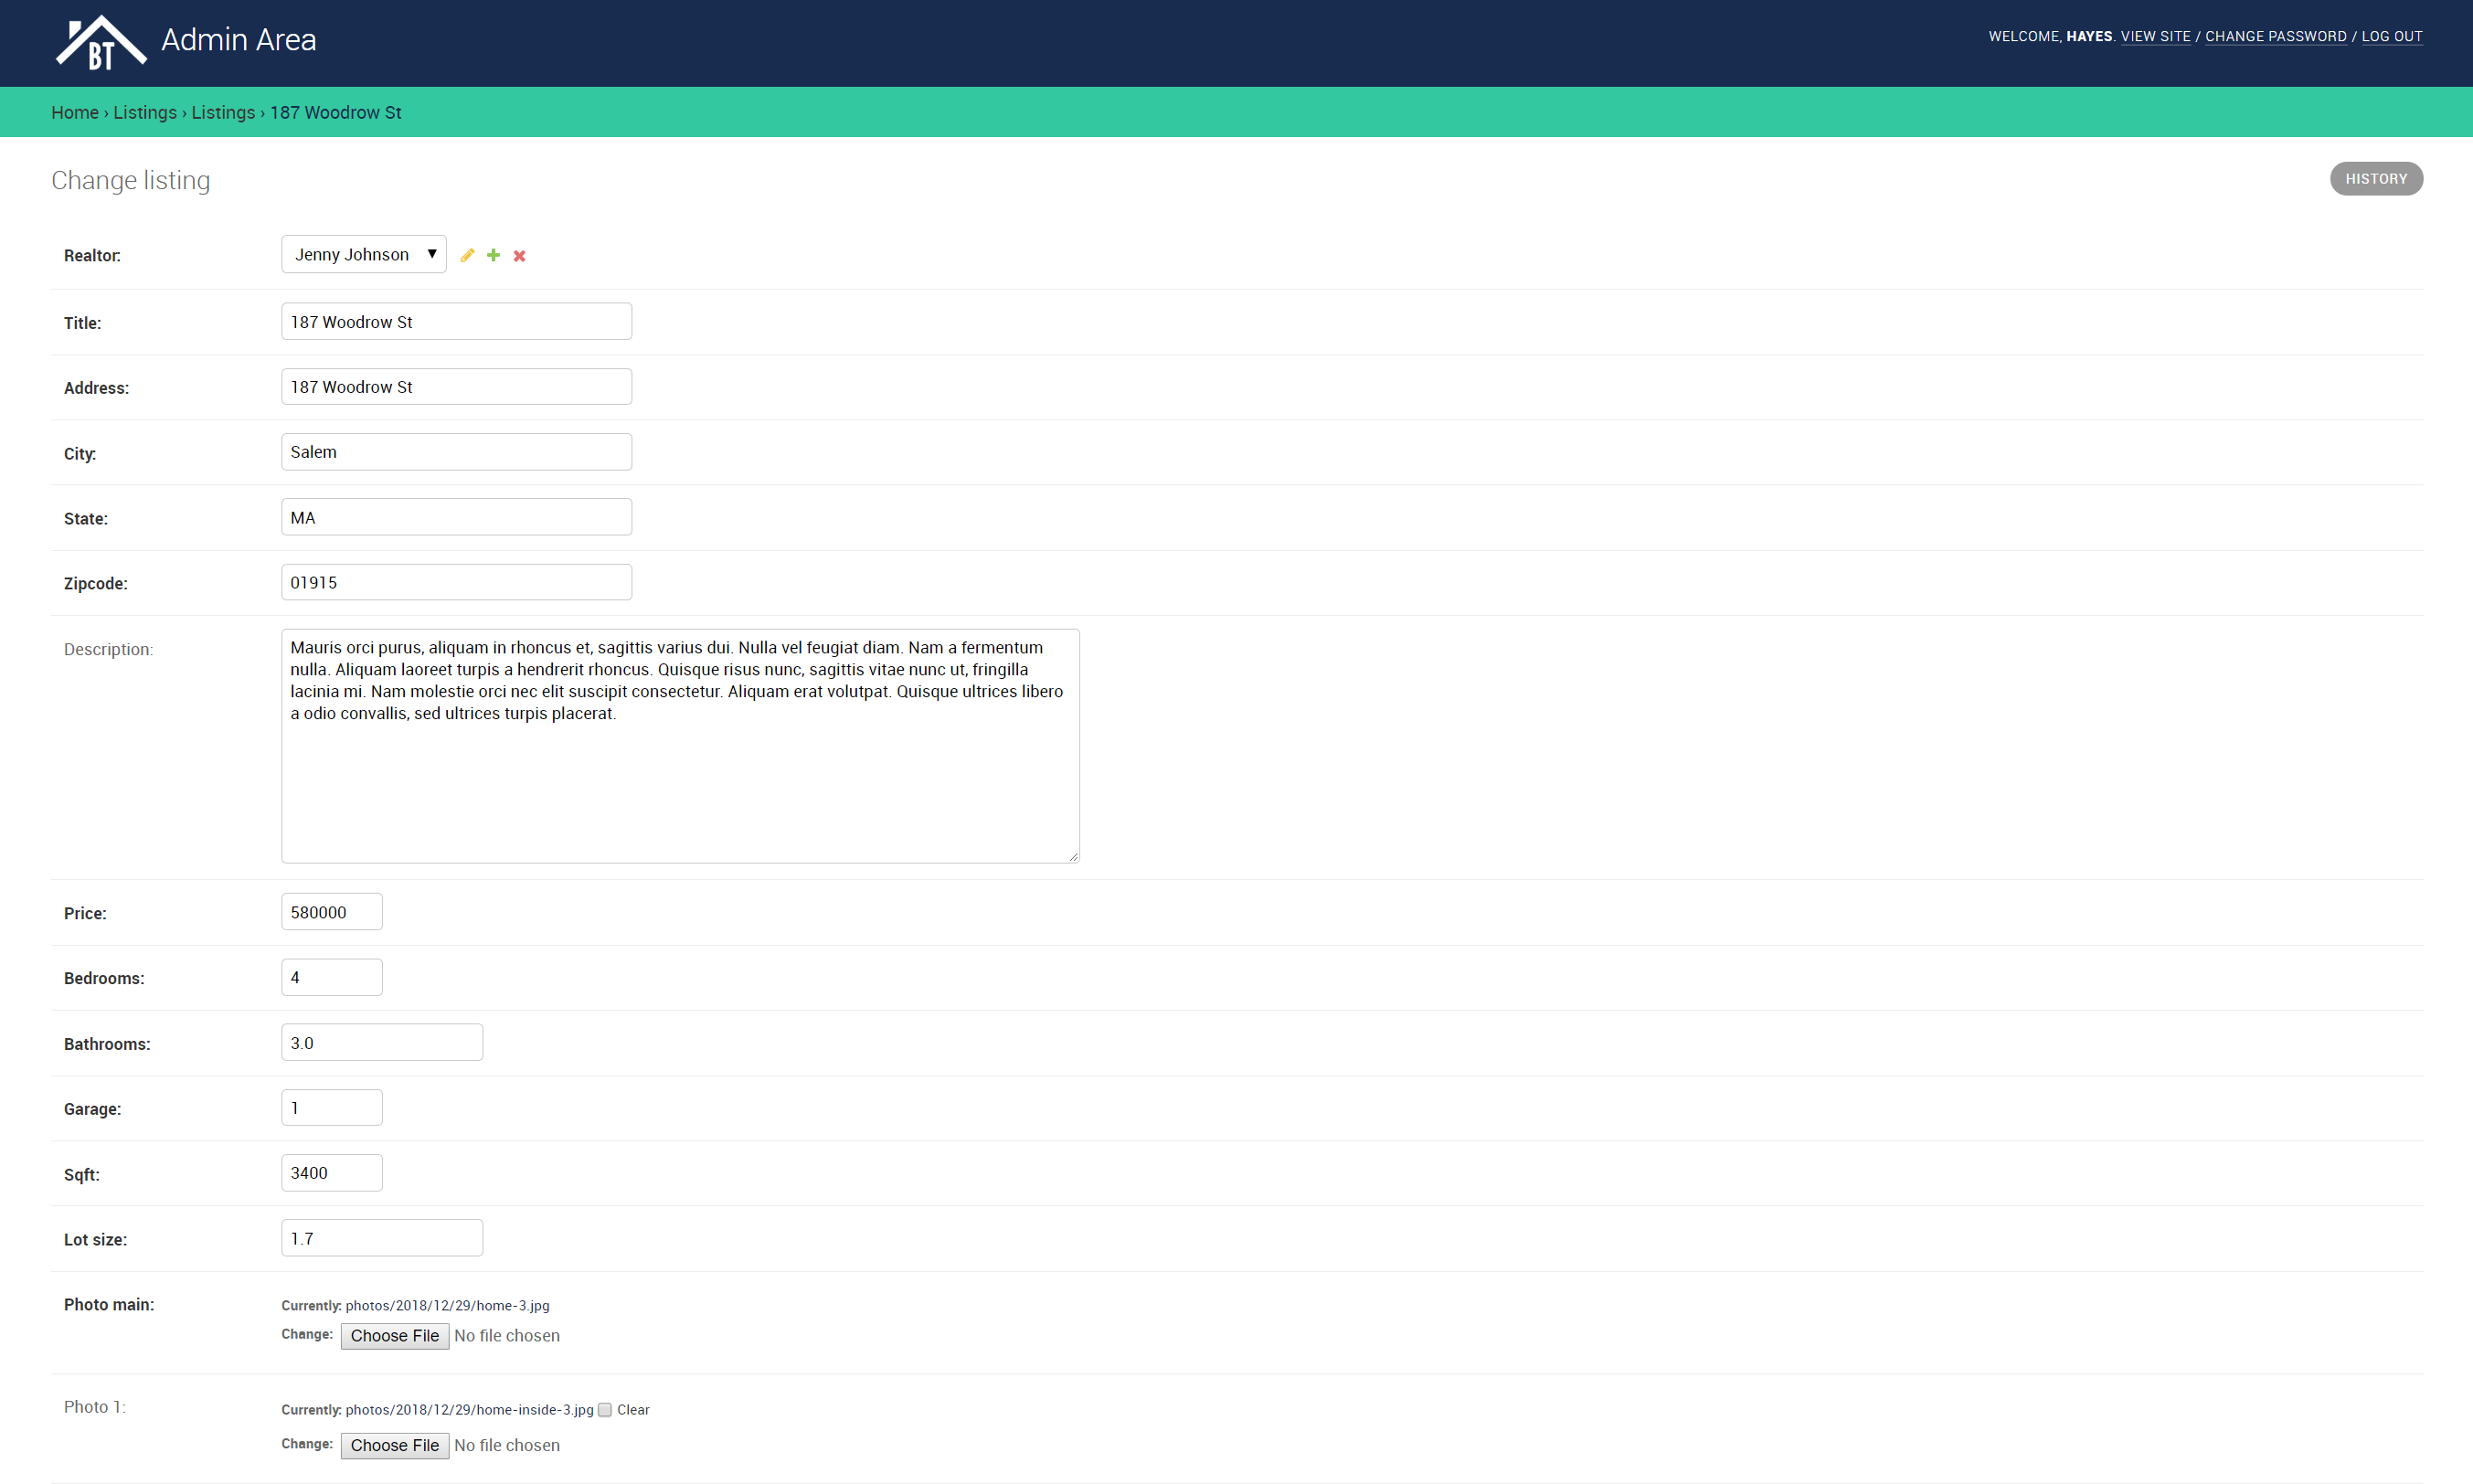 BT Admin Area
WELCOME, HAYES. VIEW SITE / CHANGE PASSWORD / LOG OUT
Home › Listings › Listings › 187 Woodrow St
Change listing
HISTORY
Realtor: Jenny Johnson
Title: 187 Woodrow St
Address: 187 Woodrow St
City: Salem
State: MA
Zipcode: 01915
Description: Mauris orci purus, aliquam in rhoncus et, sagittis varius dui. Nulla vel feugiat diam. Nam a fermentum
nulla. Aliquam laoreet turpis a hendrerit rhoncus. Quisque risus nunc, sagittis vitae nunc ut, fringilla
lacinia mi. Nam molestie orci nec elit suscipit consectetur. Aliquam erat volutpat. Quisque ultrices libero
a odio convallis, sed ultrices turpis placerat.
Price: 580000
Bedrooms: 4
Bathrooms: 3.0
Garage: 1
Sqft: 3400
Lot size: 1.7
Photo main: Currently: photos/2018/12/29/home-3.jpg
Change: Choose File No file chosen
Photo 1: Currently: photos/2018/12/29/home-inside-3.jpg Clear
Change: Choose File No file chosen